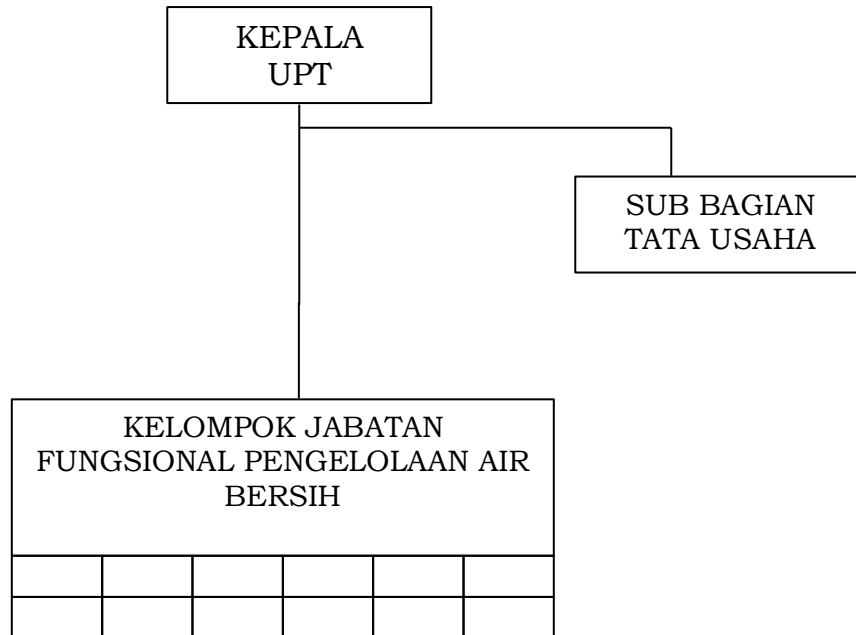 KEPALA
UPT
SUB BAGIAN
TATA USAHA
KELOMPOK JABATAN
FUNGSIONAL PENGELOLAAN AIR
BERSIH